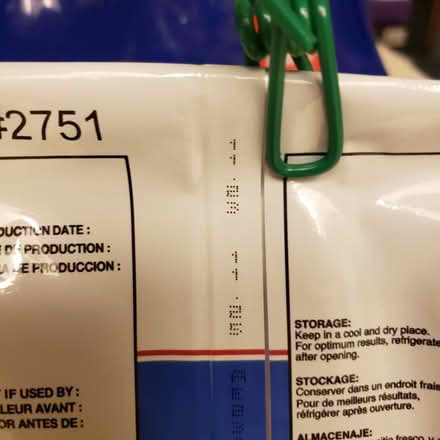 #2751
DUCTION DATE :
E DE PRODUCTION :
A DE PRODUCCION :
T IF USED BY :
LEUR AVANT :
OR ANTES DE :
STORAGE:
Keep in a cool and dry place.
For optimum results, refrigerate
after opening.
STOCKAGE:
Conserver dans un endroit frais
Pour de meilleurs résultats,
réfrigérer après ouverture.
ALMACENAJE: